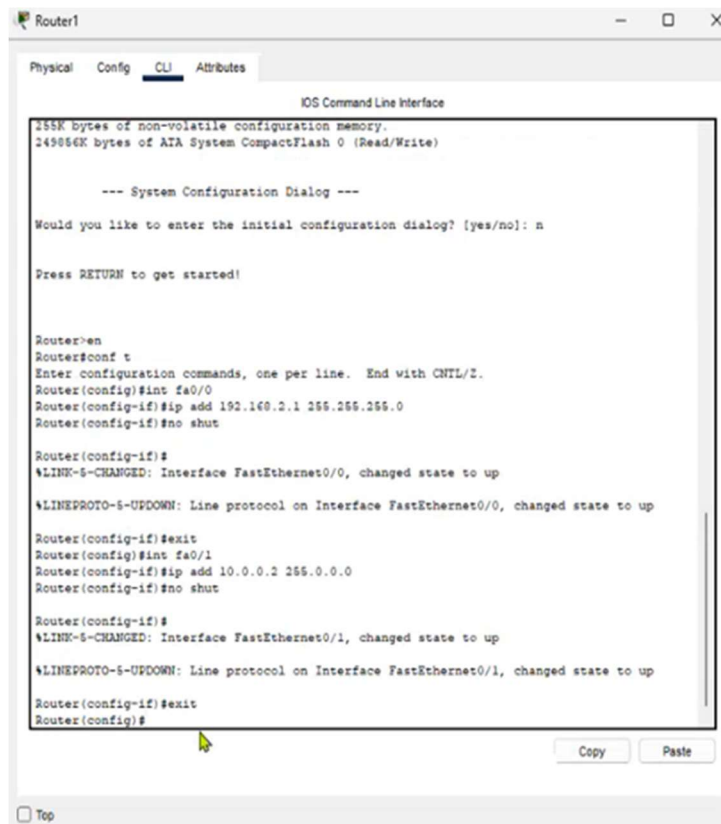 Router1
Physical Config CLI Attributes
IOS Command Line Interface
255K bytes of non-volatile configuration memory.
249856K bytes of ATA System CompactFlash 0 (Read/Write)
--- System Configuration Dialog ---
Would you like to enter the initial configuration dialog? [yes/no]: n
Press RETURN to get started!
Router>en
Router#conf t
Enter configuration commands, one per line. End with CNTL/Z.
Router(config)#int fa0/0
Router(config-if)#ip add 192.168.2.1 255.255.255.0
Router(config-if)#no shut
Router(config-if)#
%LINK-5-CHANGED: Interface FastEthernet0/0, changed state to up
%LINEPROTO-5-UPDOWN: Line protocol on Interface FastEthernet0/0, changed state to up
Router(config-if)#exit
Router(config)#int fa0/1
Router(config-if)#ip add 10.0.0.2 255.0.0.0
Router(config-if)#no shut
Router(config-if)#
%LINK-5-CHANGED: Interface FastEthernet0/1, changed state to up
%LINEPROTO-5-UPDOWN: Line protocol on Interface FastEthernet0/1, changed state to up
Router(config-if)#exit
Router(config)#
Copy Paste
Top